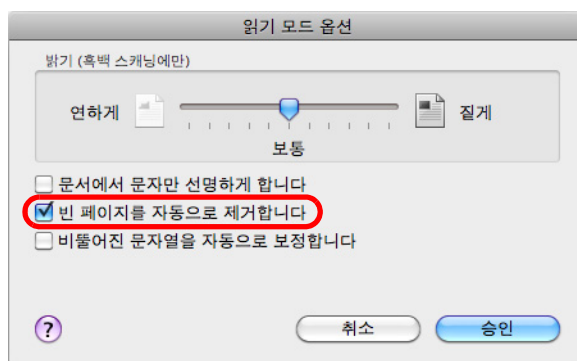 읽기 모드 옵션
밝기 (흑백 스캐닝에만)
연하게 짙게
보통
문서에서 문자만 선명하게 합니다
빈 페이지를 자동으로 제거합니다
비뚤어진 문자열을 자동으로 보정합니다
? 취소 승인